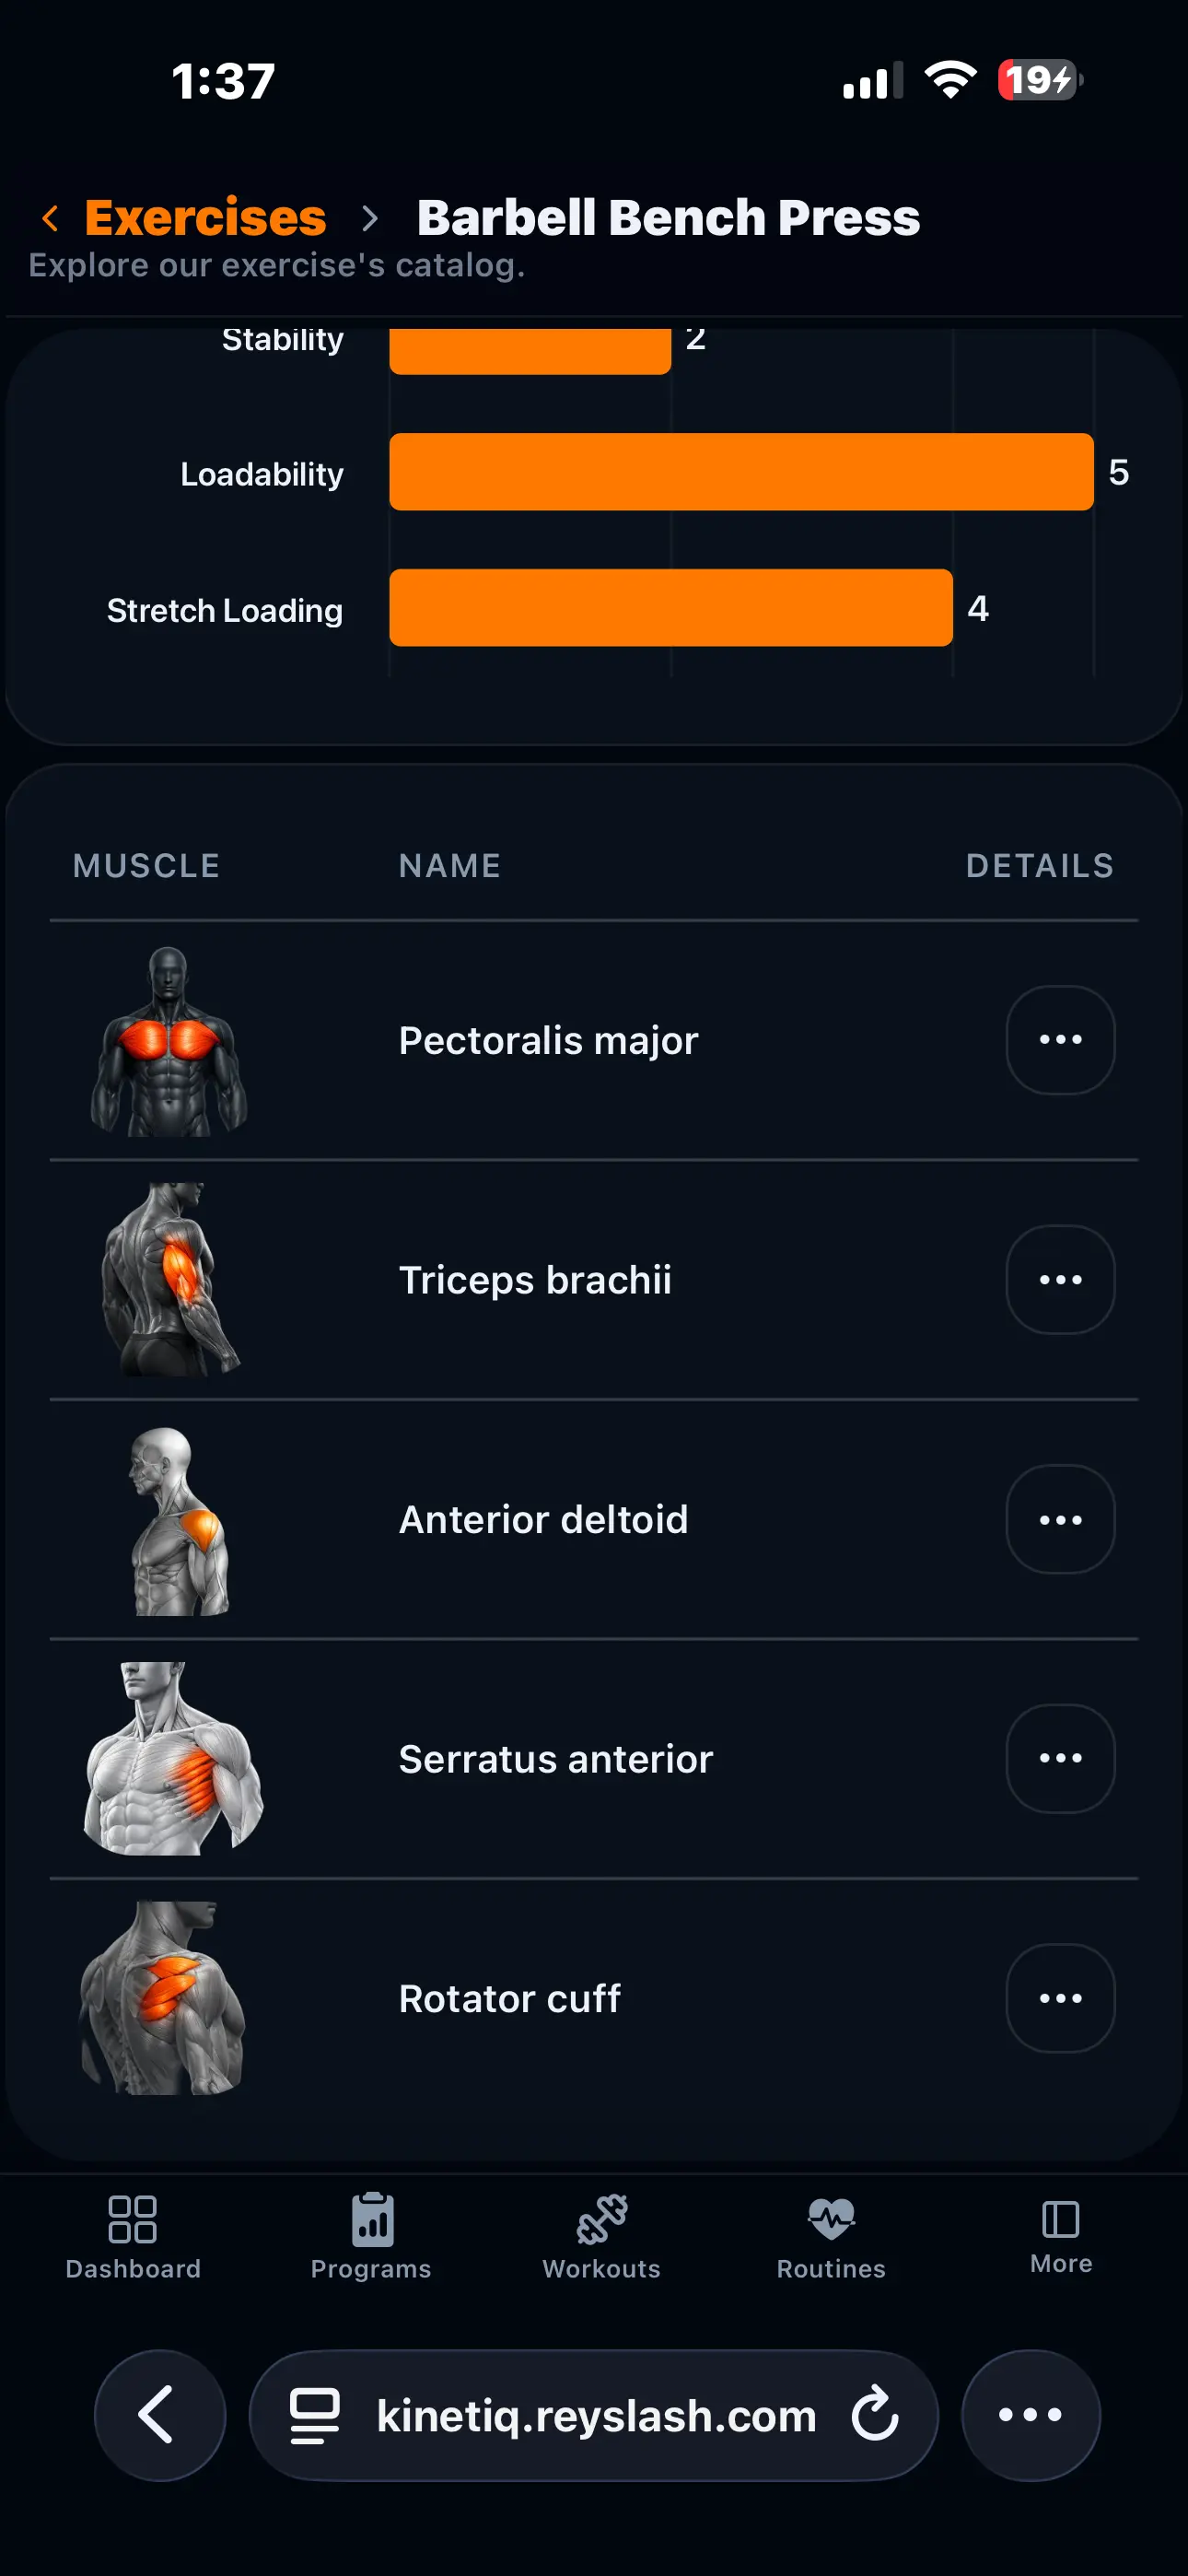 1:37
19
Exercises > Barbell Bench Press
Explore our exercise's catalog.
Stability 2
Loadability 5
Stretch Loading 4
MUSCLE NAME DETAILS
Pectoralis major
Triceps brachii
Anterior deltoid
Serratus anterior
Rotator cuff
Dashboard Programs Workouts Routines More
kinetiq.reyslash.com